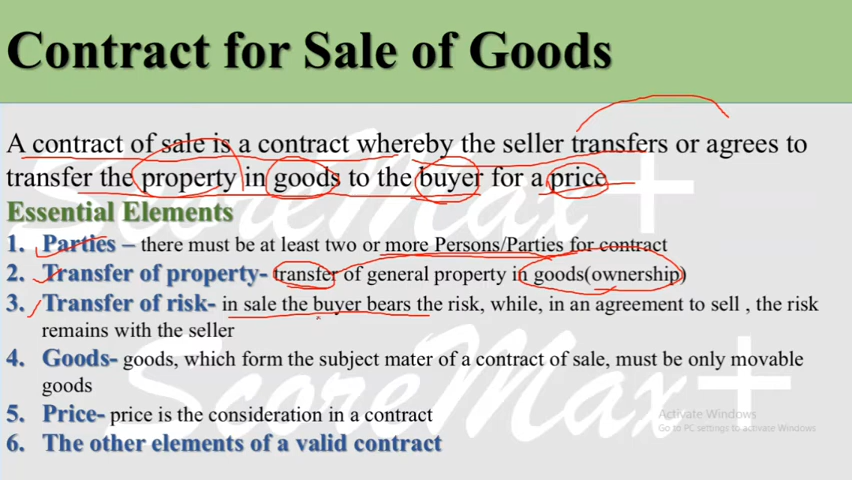 Contract for Sale of Goods
A contract of sale is a contract whereby the seller transfers or agrees to
transfer the property in goods to the buyer for a price
Essential Elements
1. Parties – there must be at least two or more Persons/Parties for contract
2. Transfer of property- transfer of general property in goods(ownership)
3. Transfer of risk- in sale the buyer bears the risk, while, in an agreement to sell , the risk
remains with the seller
4. Goods- goods, which form the subject mater of a contract of sale, must be only movable
goods
5. Price- price is the consideration in a contract
6. The other elements of a valid contract
ScoreMax+
ScoreMax+
Activate Windows
Go to PC settings to activate Windows